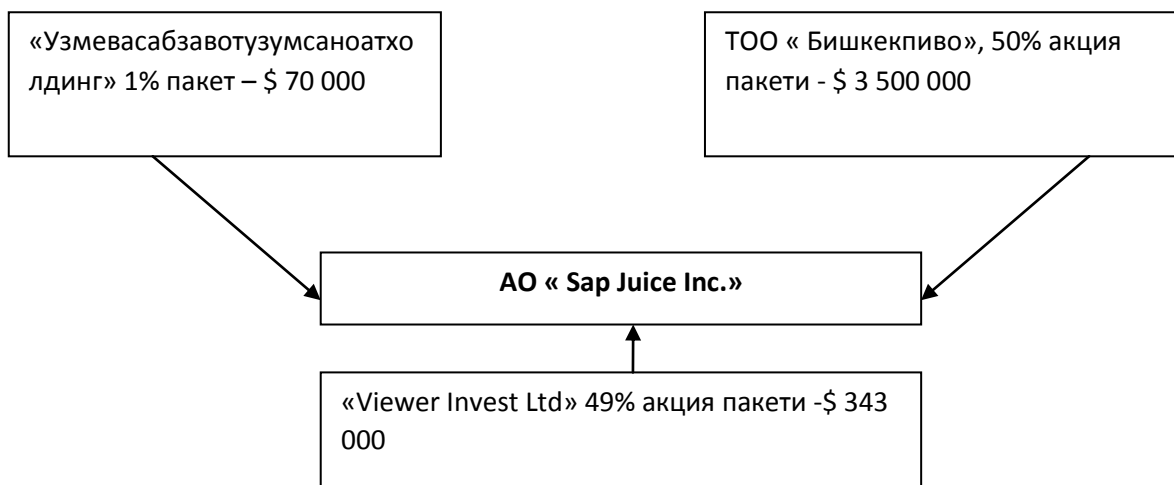 «Узмевасабзавотузумсаноатхо
лдинг» 1% пакет – $ 70 000
ТОО « Бишкекпиво», 50% акция
пакети - $ 3 500 000
АО « Sap Juice Inc.»
«Viewer Invest Ltd» 49% акция пакети -$ 343
000